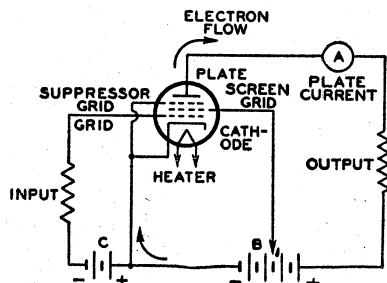 ELECTRON
FLOW
A
PLATE
CURRENT
PLATE
SCREEN
GRID
SUPPRESSOR
GRID
GRID
CATH-
ODE
HEATER
INPUT
OUTPUT
C
- +
B
- +